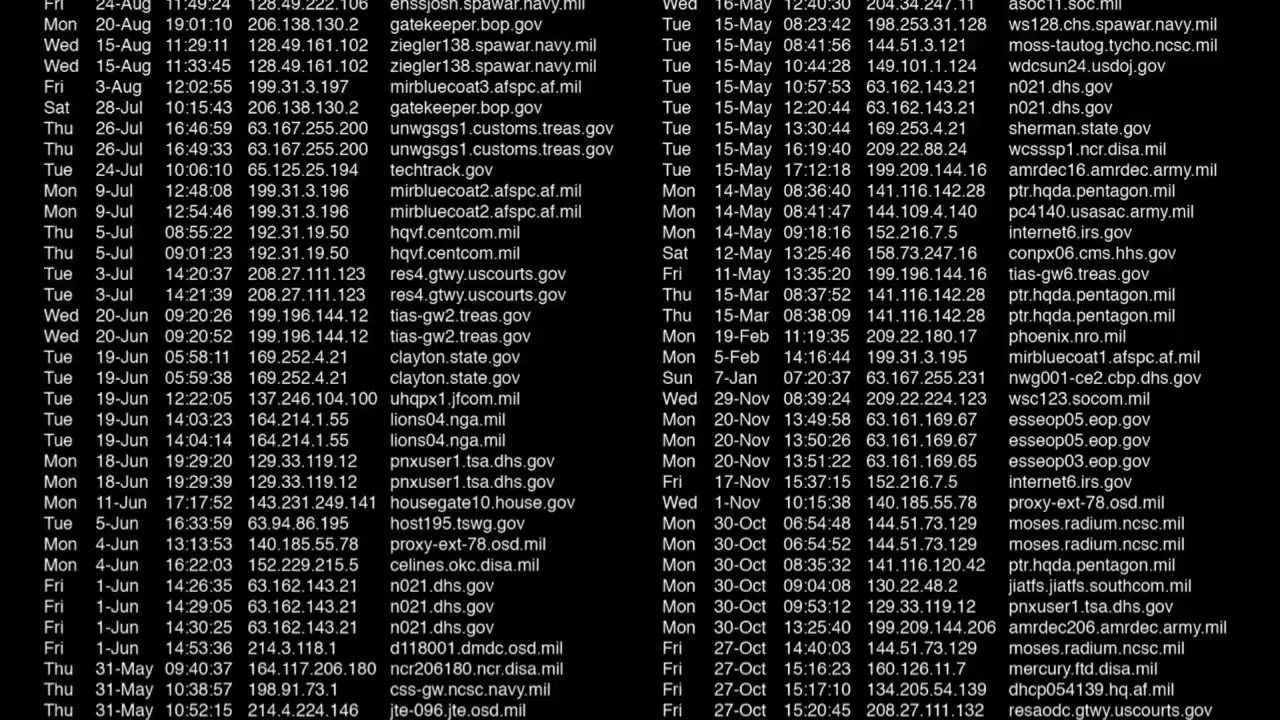 Fri 24-Aug 11:49:24 128.49.222.106 enssjosh.spawar.navy.mil
Mon 20-Aug 19:01:10 206.138.130.2 gatekeeper.bop.gov
Wed 15-Aug 11:29:11 128.49.161.102 ziegler138.spawar.navy.mil
Wed 15-Aug 11:33:45 128.49.161.102 ziegler138.spawar.navy.mil
Fri 3-Aug 12:02:55 199.31.3.197 mirbluecoat3.afspc.af.mil
Sat 28-Jul 10:15:43 206.138.130.2 gatekeeper.bop.gov
Thu 26-Jul 16:46:59 63.167.255.200 unwgsgs1.customs.treas.gov
Thu 26-Jul 16:49:33 63.167.255.200 unwgsgs1.customs.treas.gov
Tue 24-Jul 10:06:10 65.125.25.194 techtrack.gov
Mon 9-Jul 12:48:08 199.31.3.196 mirbluecoat2.afspc.af.mil
Mon 9-Jul 12:54:46 199.31.3.196 mirbluecoat2.afspc.af.mil
Thu 5-Jul 08:55:22 192.31.19.50 hqvf.centcom.mil
Thu 5-Jul 09:01:23 192.31.19.50 hqvf.centcom.mil
Tue 3-Jul 14:20:37 208.27.111.123 res4.gtwy.uscourts.gov
Tue 3-Jul 14:21:39 208.27.111.123 res4.gtwy.uscourts.gov
Wed 20-Jun 09:20:26 199.196.144.12 tias-gw2.treas.gov
Wed 20-Jun 09:20:52 199.196.144.12 tias-gw2.treas.gov
Tue 19-Jun 05:58:11 169.252.4.21 clayton.state.gov
Tue 19-Jun 05:59:38 169.252.4.21 clayton.state.gov
Tue 19-Jun 12:22:05 137.246.104.100 uhqpx1.jfcom.mil
Tue 19-Jun 14:03:23 164.214.1.55 lions04.nga.mil
Tue 19-Jun 14:04:14 164.214.1.55 lions04.nga.mil
Mon 18-Jun 19:29:20 129.33.119.12 pnxuser1.tsa.dhs.gov
Mon 18-Jun 19:29:39 129.33.119.12 pnxuser1.tsa.dhs.gov
Mon 11-Jun 17:17:52 143.231.249.141 housegate10.house.gov
Tue 5-Jun 16:33:59 63.94.86.195 host195.tswg.gov
Mon 4-Jun 13:13:53 140.185.55.78 proxy-ext-78.osd.mil
Mon 4-Jun 16:22:03 152.229.215.5 celines.okc.disa.mil
Fri 1-Jun 14:26:35 63.162.143.21 n021.dhs.gov
Fri 1-Jun 14:29:05 63.162.143.21 n021.dhs.gov
Fri 1-Jun 14:30:25 63.162.143.21 n021.dhs.gov
Fri 1-Jun 14:53:36 214.3.118.1 d118001.dmdc.osd.mil
Thu 31-May 09:40:37 164.117.206.180 ncr206180.ncr.disa.mil
Thu 31-May 10:38:57 198.91.73.1 css-gw.ncsc.navy.mil
Thu 31-May 10:52:15 214.4.224.146 jte-096.jte.osd.mil
Wed 16-May 12:40:30 204.34.247.11 asoc11.soc.mil
Tue 15-May 08:23:42 198.253.31.128 ws128.chs.spawar.navy.mil
Tue 15-May 08:41:56 144.51.3.121 moss-tautog.tycho.ncsc.mil
Tue 15-May 10:44:28 149.101.1.124 wdcsun24.usdoj.gov
Tue 15-May 10:57:53 63.162.143.21 n021.dhs.gov
Tue 15-May 12:20:44 63.162.143.21 n021.dhs.gov
Tue 15-May 13:30:44 169.253.4.21 sherman.state.gov
Tue 15-May 16:19:40 209.22.88.24 wcsssp1.ncr.disa.mil
Tue 15-May 17:12:18 199.209.144.16 amrdec16.amrdec.army.mil
Mon 14-May 08:36:40 141.116.142.28 ptr.hqda.pentagon.mil
Mon 14-May 08:41:47 144.109.4.140 pc4140.usasac.army.mil
Mon 14-May 09:18:16 152.216.7.5 internet6.irs.gov
Sat 12-May 13:25:46 158.73.247.16 conpx06.cms.hhs.gov
Fri 11-May 13:35:20 199.196.144.16 tias-gw6.treas.gov
Thu 15-Mar 08:37:52 141.116.142.28 ptr.hqda.pentagon.mil
Thu 15-Mar 08:38:09 141.116.142.28 ptr.hqda.pentagon.mil
Mon 19-Feb 11:19:35 209.22.180.17 phoenix.nro.mil
Mon 5-Feb 14:16:44 199.31.3.195 mirbluecoat1.afspc.af.mil
Sun 7-Jan 07:20:37 63.167.255.231 nwg001-ce2.cbp.dhs.gov
Wed 29-Nov 08:39:24 209.22.224.123 wsc123.socom.mil
Mon 20-Nov 09:49:58 63.161.169.67 esseop05.eop.gov
Mon 20-Nov 13:50:26 63.161.169.67 esseop05.eop.gov
Mon 20-Nov 13:51:22 63.161.169.65 esseop03.eop.gov
Fri 17-Nov 15:37:15 152.216.7.5 internet6.irs.gov
Wed 1-Nov 10:15:38 140.185.55.78 proxy-ext-78.osd.mil
Mon 30-Oct 06:54:48 144.51.73.129 moses.radium.ncsc.mil
Mon 30-Oct 06:54:52 144.51.73.129 moses.radium.ncsc.mil
Mon 30-Oct 08:35:32 141.116.120.42 ptr.hqda.pentagon.mil
Mon 30-Oct 09:04:08 130.22.48.2 jiatfs.jiatfs.southcom.mil
Mon 30-Oct 09:53:12 129.33.119.12 pnxuser1.tsa.dhs.gov
Mon 30-Oct 13:25:40 199.209.144.206 amrdec206.amrdec.army.mil
Fri 27-Oct 14:40:03 144.51.73.129 moses.radium.ncsc.mil
Fri 27-Oct 15:16:23 160.126.11.7 mercury.ftd.disa.mil
Fri 27-Oct 15:17:10 134.205.54.139 dhcp054139.hq.af.mil
Fri 27-Oct 15:20:45 208.27.111.132 resaodc.gtwy.uscourts.gov